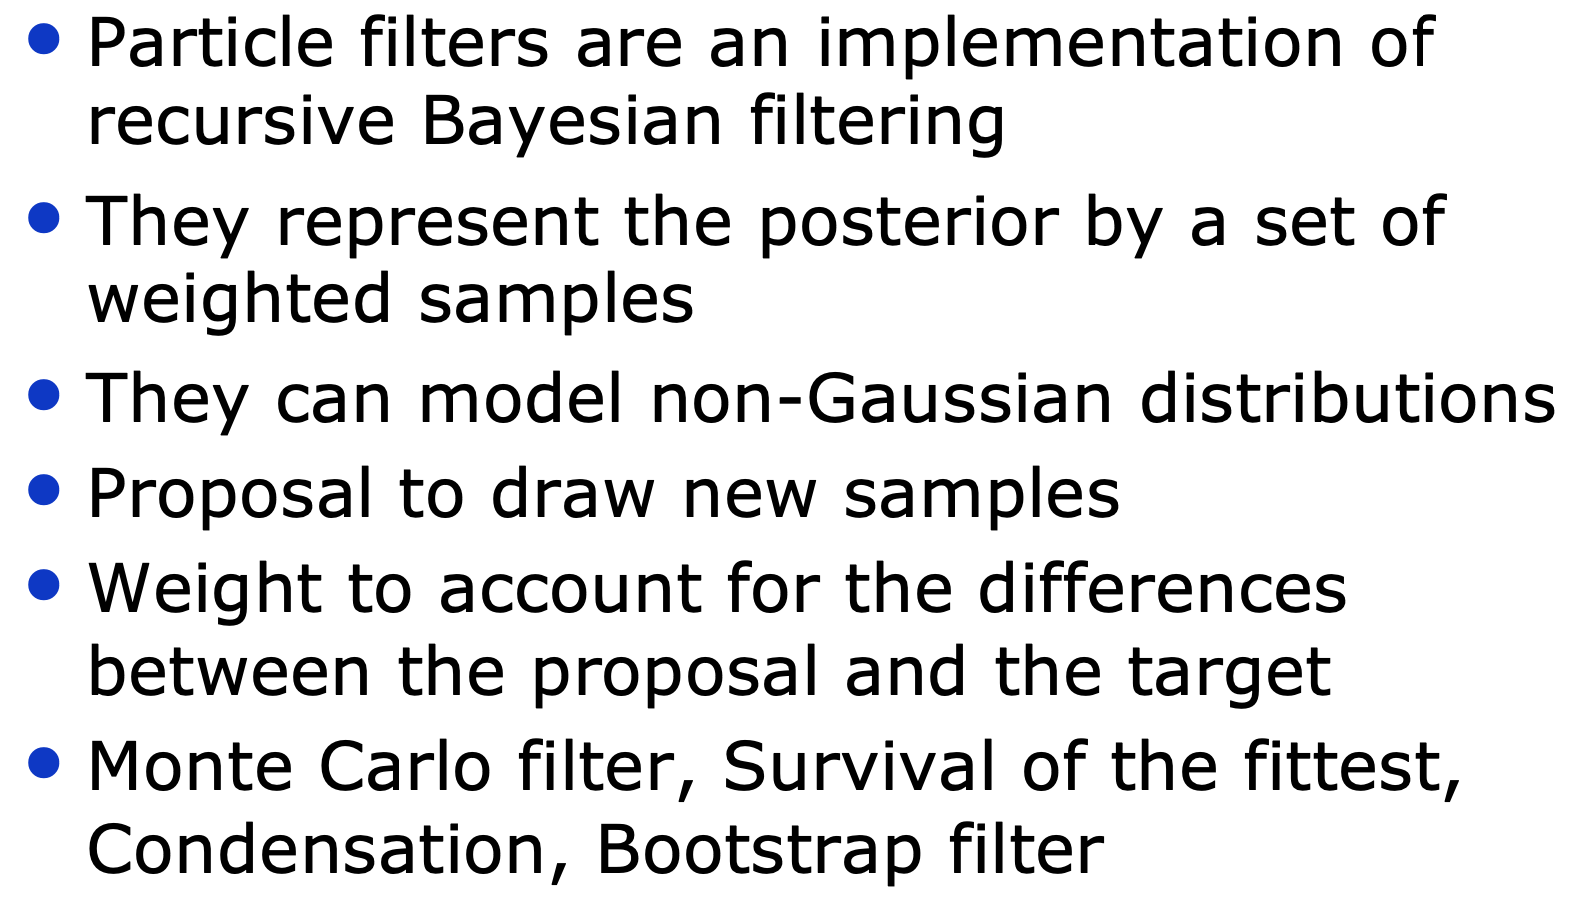 • Particle filters are an implementation of
recursive Bayesian filtering
• They represent the posterior by a set of
weighted samples
• They can model non-Gaussian distributions
• Proposal to draw new samples
• Weight to account for the differences
between the proposal and the target
• Monte Carlo filter, Survival of the fittest,
Condensation, Bootstrap filter